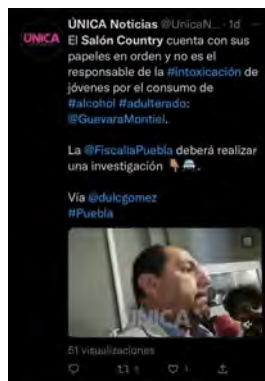 ÚNICA Noticias @UnicaN... · 1d
ÚNICA
El Salón Country cuenta con sus
papeles en orden y no es el
responsable de la #intoxicación de
jóvenes por el consumo de
#alcohol #adulterado:
@GuevaraMontiel.
La @FiscaliaPuebla deberá realizar
una investigación
Vía @dulcgomez
#Puebla
ÚNICA
51 visualizaciones